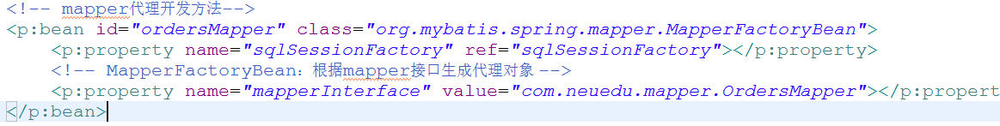 <!-- mapper代理开发方法-->
<p:bean id="ordersMapper" class="org.mybatis.spring.mapper.MapperFactoryBean">
<p:property name="sqlSessionFactory" ref="sqlSessionFactory"></p:property>
<!-- MapperFactoryBean：根据mapper接口生成代理对象 -->
<p:property name="mapperInterface" value="com.neuedu.mapper.OrdersMapper"></p:propert
</p:bean>